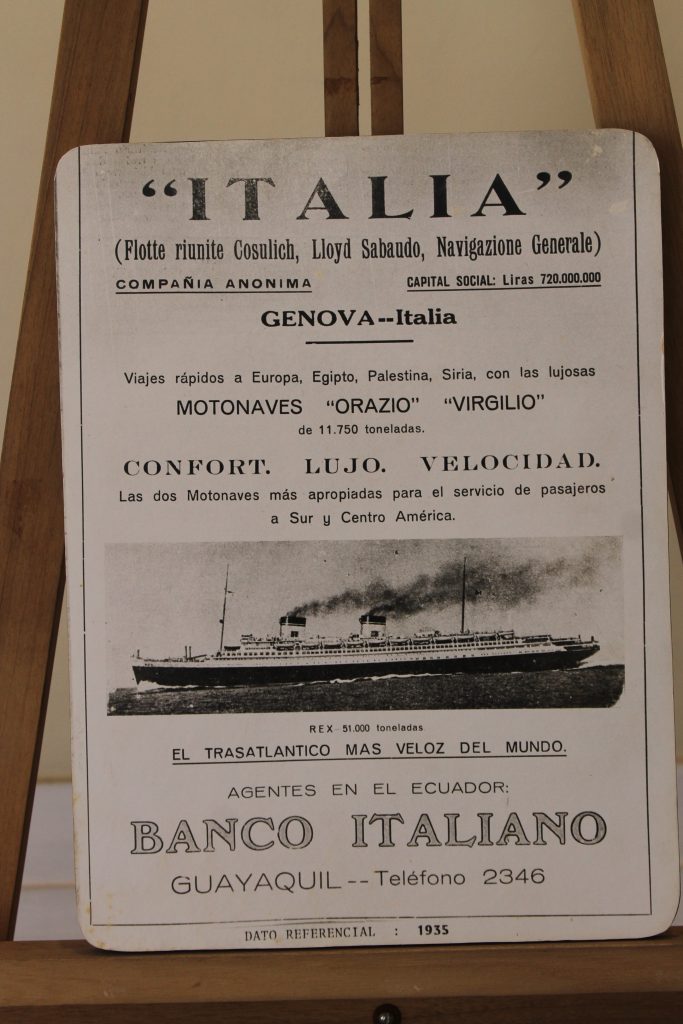 "ITALIA"
(Flotte riunite Cosulich, Lloyd Sabaudo, Navigazione Generale)
COMPAÑIA ANONIMA CAPITAL SOCIAL: Liras 720.000.000
GENOVA--Italia
Viajes rápidos a Europa, Egipto, Palestina, Siria, con las lujosas
MOTONAVES "ORAZIO" "VIRGILIO"
de 11.750 toneladas.
CONFORT. LUJO. VELOCIDAD.
Las dos Motonaves más apropiadas para el servicio de pasajeros
a Sur y Centro América.
REX--51.000 toneladas.
EL TRASATLANTICO MAS VELOZ DEL MUNDO.
AGENTES EN EL ECUADOR:
BANCO ITALIANO
GUAYAQUIL--Teléfono 2346
DATO REFERENCIAL : 1935